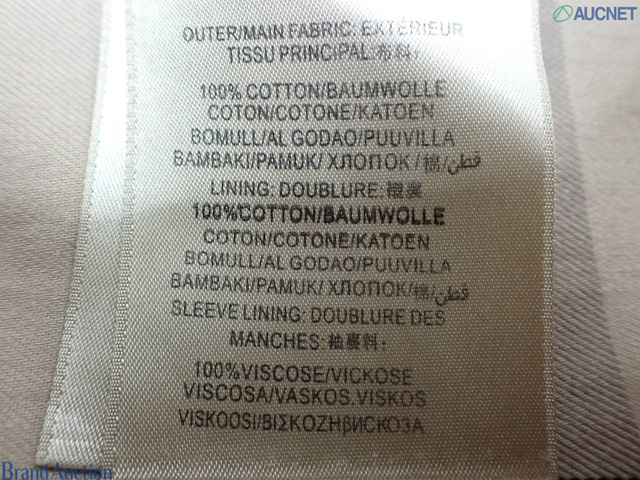 AUCNET
OUTER/MAIN FABRIC: EXTÉRIEUR
TISSU PRINCIPAL:布料:
100% COTTON/BAUMWOLLE
COTON/COTONE/KATOEN
BOMULL/AL GODAO/PUUVILLA
BAMBAKI/PAMUK/ ХЛОПОК/棉/قطن/
LINING: DOUBLURE:襯裏
100%COTTON/BAUMWOLLE
COTON/COTONE/KATOEN
BOMULL/AL GODAO/PUUVILLA
BAMBAKI/PAMUK/ ХЛОПОК/棉/قطن/
SLEEVE LINING: DOUBLURE DES
MANCHES:袖裏料:
100%VISCOSE/VICKOSE
VISCOSA/VASKOS.VISKOS
VISKOOSI/ΒΙΣΚΟΖΗβИСКОЗА
Brand Auction